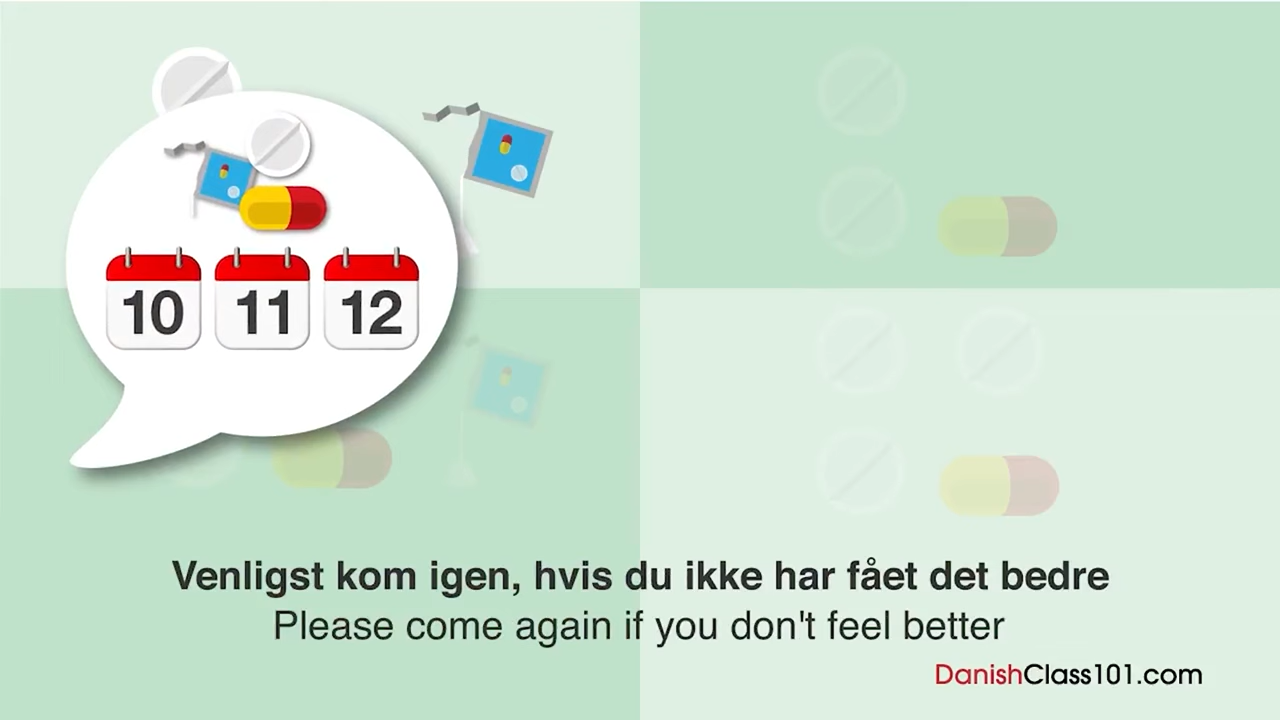 10 11 12
Venligst kom igen, hvis du ikke har fået det bedre
Please come again if you don't feel better
DanishClass101.com